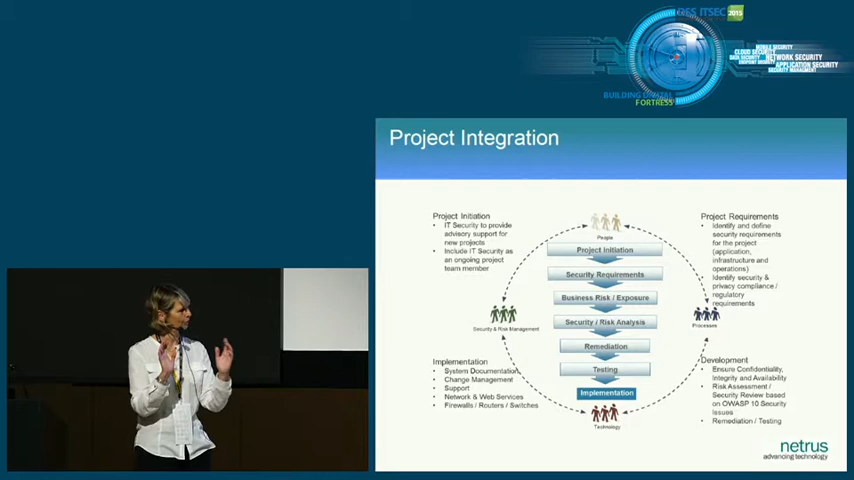 DSS ITSEC 2015
MOBILE SECURITY
CLOUD SECURITY
DATA SECURITY NETWORK SECURITY
ENDPOINT SECURITY APPLICATION SECURITY
SECURITY MANAGMENT
BUILDING DIGITAL
FORTRESS
Project Integration
Project Initiation
• IT Security to provide
advisory support for
new projects
• Include IT Security as
an ongoing project
team member
People
Project Initiation
Security Requirements
Business Risk / Exposure
Security / Risk Analysis
Remediation
Testing
Implementation
Technology
Security & Risk Management
Processes
Project Requirements
• Identify and define
security requirements
for the project
(application,
infrastructure and
operations)
• Identify security &
privacy compliance /
regulatory
requirements
Implementation
• System Documentation
• Change Management
• Support
• Network & Web Services
• Firewalls / Routers / Switches
Development
• Ensure Confidentiality,
Integrity and Availability
• Risk Assessment /
Security Review based
on OWASP 10 Security
Issues
• Remediation / Testing
netrus
advancing technology